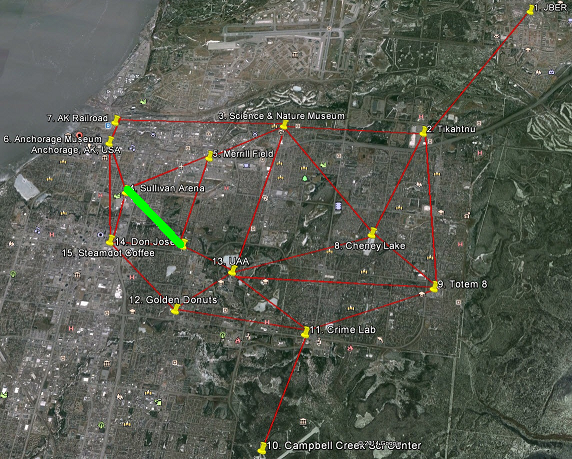 1. JBER
7. AK Railroad
3. Science & Nature Museum
2. Tikahtnu
6. Anchorage Museum
Anchorage, AK, USA
5. Merrill Field
4. Sullivan Arena
14. Don Jose
8. Cheney Lake
15. Steamdot Coffee
13. UAA
9. Totem 8
12. Golden Donuts
11. Crime Lab
10. Campbell Creek Sci Center